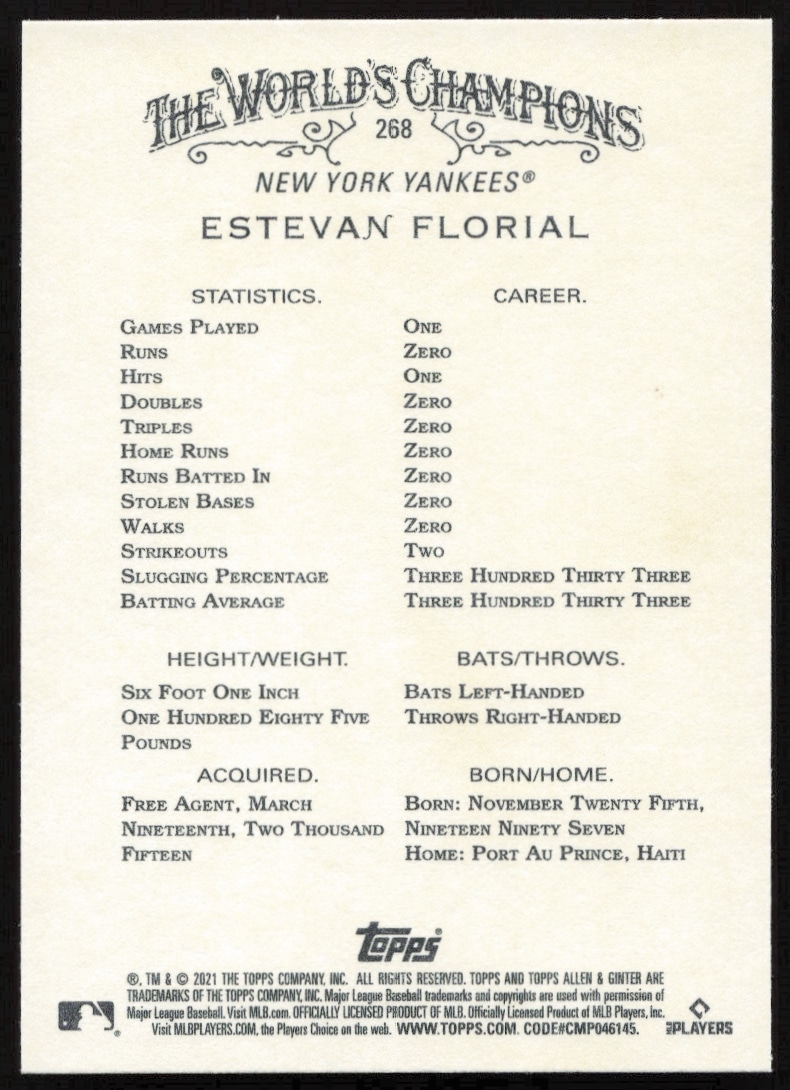 THE WORLD'S CHAMPIONS
268
NEW YORK YANKEES®
ESTEVAN FLORIAL
STATISTICS. CAREER.
GAMES PLAYED ONE
RUNS ZERO
HITS ONE
DOUBLES ZERO
TRIPLES ZERO
HOME RUNS ZERO
RUNS BATTED IN ZERO
STOLEN BASES ZERO
WALKS ZERO
STRIKEOUTS TWO
SLUGGING PERCENTAGE THREE HUNDRED THIRTY THREE
BATTING AVERAGE THREE HUNDRED THIRTY THREE
HEIGHT/WEIGHT.
SIX FOOT ONE INCH
ONE HUNDRED EIGHTY FIVE
POUNDS
BATS/THROWS.
BATS LEFT-HANDED
THROWS RIGHT-HANDED
ACQUIRED.
FREE AGENT, MARCH
NINETEENTH, TWO THOUSAND
FIFTEEN
BORN/HOME.
BORN: NOVEMBER TWENTY FIFTH,
NINETEEN NINETY SEVEN
HOME: PORT AU PRINCE, HAITI
Topps®
®, TM & © 2021 THE TOPPS COMPANY, INC. ALL RIGHTS RESERVED. TOPPS AND TOPPS ALLEN & GINTER ARE
TRADEMARKS OF THE TOPPS COMPANY, INC. Major League Baseball trademarks and copyrights are used with permission of
Major League Baseball. Visit MLB.com. OFFICIALLY LICENSED PRODUCT OF MLB. Officially Licensed Product of MLB Players, Inc.
Visit MLBPLAYERS.COM, the Players Choice on the web. WWW.TOPPS.COM. CODE#CMP046145.
MLB PLAYERS